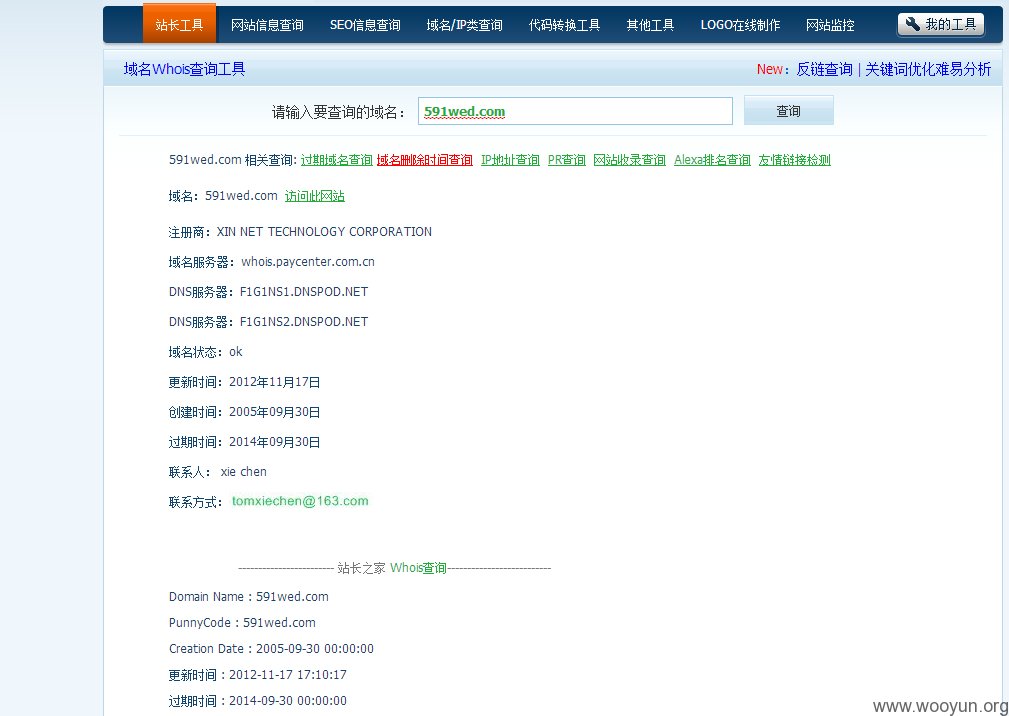 站长工具 网站信息查询 SEO信息查询 域名/IP类查询 代码转换工具 其他工具 LOGO在线制作 网站监控 我的工具
域名Whois查询工具 New：反链查询 | 关键词优化难易分析
请输入要查询的域名： 591wed.com 查询
591wed.com 相关查询: 过期域名查询 域名删除时间查询 IP地址查询 PR查询 网站收录查询 Alexa排名查询 友情链接检测
域名：591wed.com 访问此网站
注册商：XIN NET TECHNOLOGY CORPORATION
域名服务器：whois.paycenter.com.cn
DNS服务器：F1G1NS1.DNSPOD.NET
DNS服务器：F1G1NS2.DNSPOD.NET
域名状态：ok
更新时间：2012年11月17日
创建时间：2005年09月30日
过期时间：2014年09月30日
联系人： xie chen
联系方式：tomxiechen@163.com
------------------------ 站长之家 Whois查询--------------------------
Domain Name : 591wed.com
PunnyCode : 591wed.com
Creation Date : 2005-09-30 00:00:00
更新时间 : 2012-11-17 17:10:17
过期时间 : 2014-09-30 00:00:00
www.wooyun.org